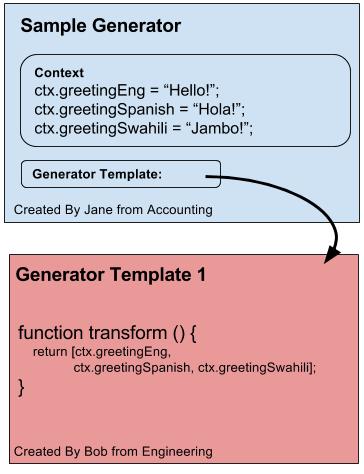 Sample Generator
Context
ctx.greetingEng = “Hello!”;
ctx.greetingSpanish = “Hola!”;
ctx.greetingSwahili = “Jambo!”;
Generator Template:
Created By Jane from Accounting
Generator Template 1
function transform () {
return [ctx.greetingEng,
ctx.greetingSpanish, ctx.greetingSwahili];
}
Created By Bob from Engineering